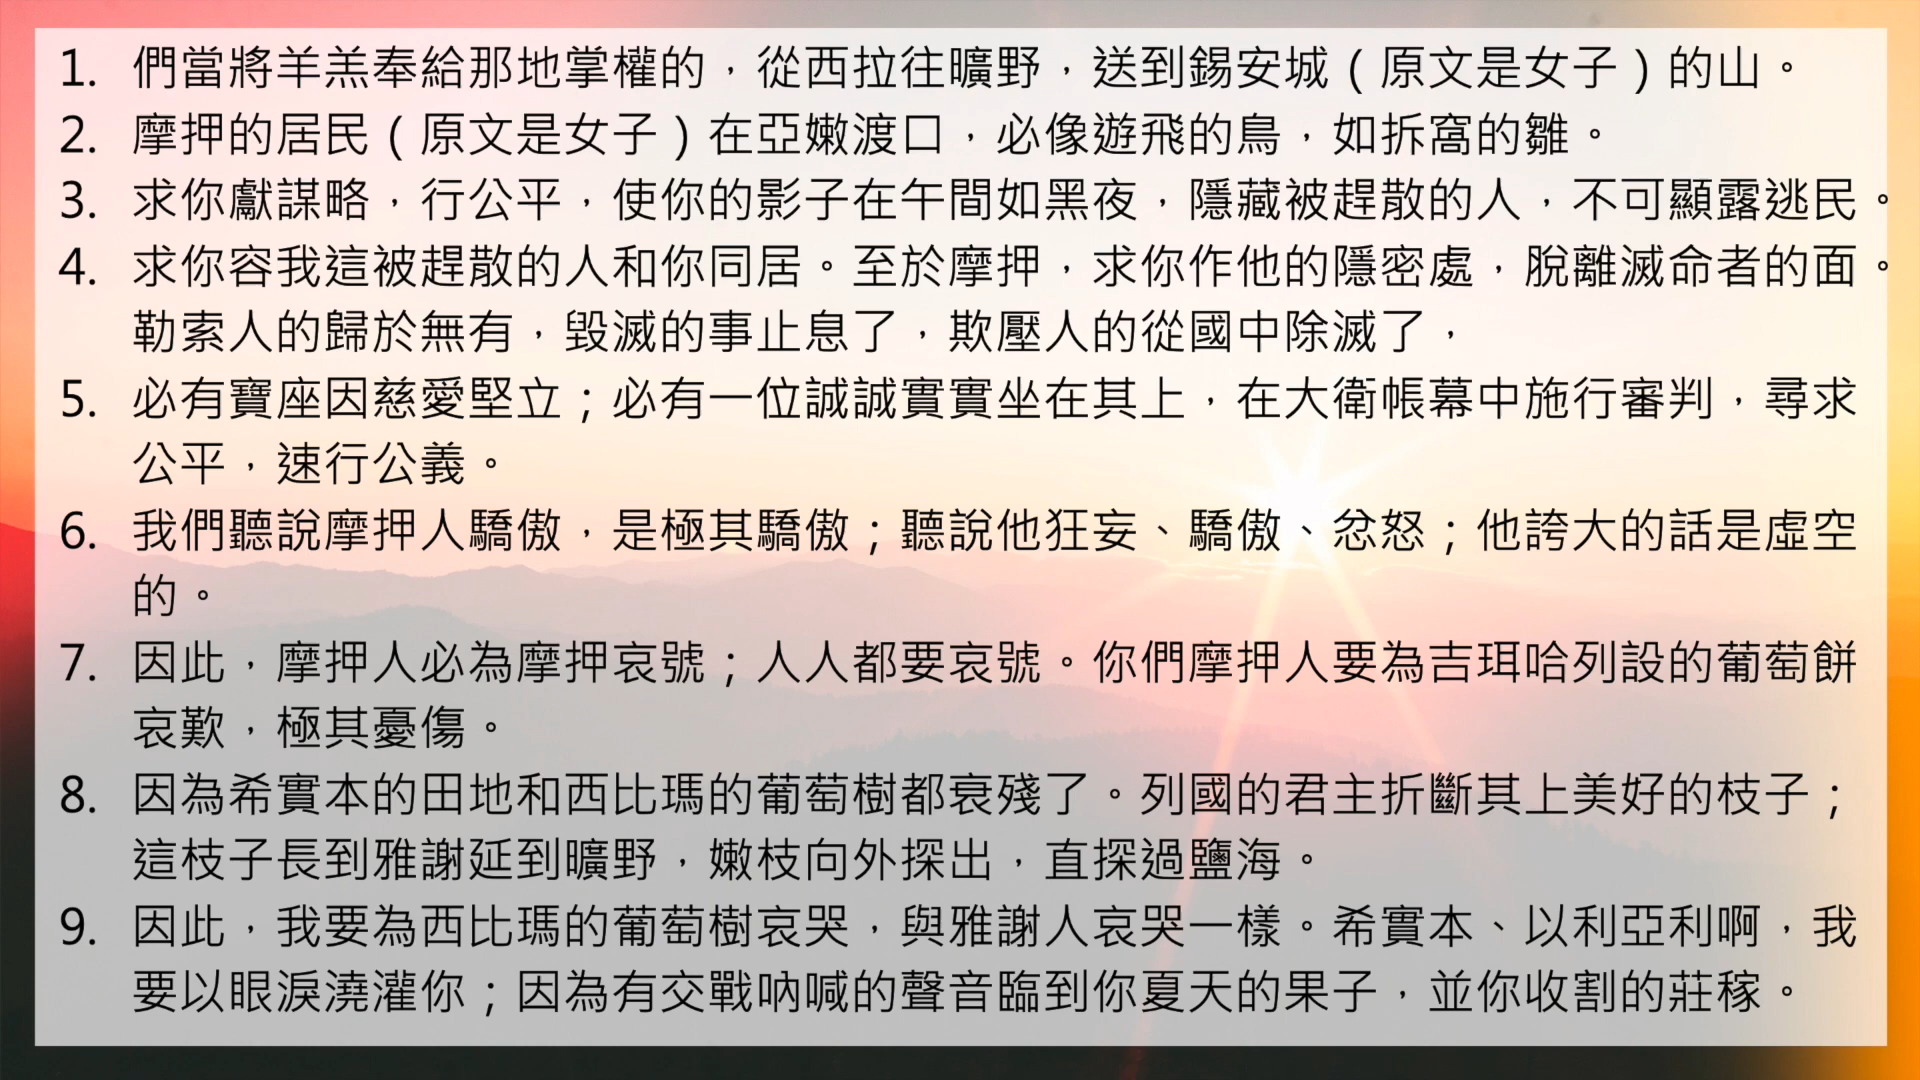 1. 們當將羊羔奉給那地掌權的，從西拉往曠野，送到錫安城（原文是女子）的山。
2. 摩押的居民（原文是女子）在亞嫩渡口，必像遊飛的鳥，如拆窩的雛。
3. 求你獻謀略，行公平，使你的影子在午間如黑夜，隱藏被趕散的人，不可顯露逃民。
4. 求你容我這被趕散的人和你同居。至於摩押，求你作他的隱密處，脫離滅命者的面。
勒索人的歸於無有，毀滅的事止息了，欺壓人的從國中除滅了，
5. 必有寶座因慈愛堅立；必有一位誠誠實實坐在其上，在大衛帳幕中施行審判，尋求
公平，速行公義。
6. 我們聽說摩押人驕傲，是極其驕傲；聽說他狂妄、驕傲、忿怒；他誇大的話是虛空
的。
7. 因此，摩押人必為摩押哀號；人人都要哀號。你們摩押人要為吉珥哈列設的葡萄餅
哀歎，極其憂傷。
8. 因為希實本的田地和西比瑪的葡萄樹都衰殘了。列國的君主折斷其上美好的枝子；
這枝子長到雅謝延到曠野，嫩枝向外探出，直探過鹽海。
9. 因此，我要為西比瑪的葡萄樹哀哭，與雅謝人哀哭一樣。希實本、以利亞利啊，我
要以眼淚澆灌你；因為有交戰吶喊的聲音臨到你夏天的果子，並你收割的莊稼。